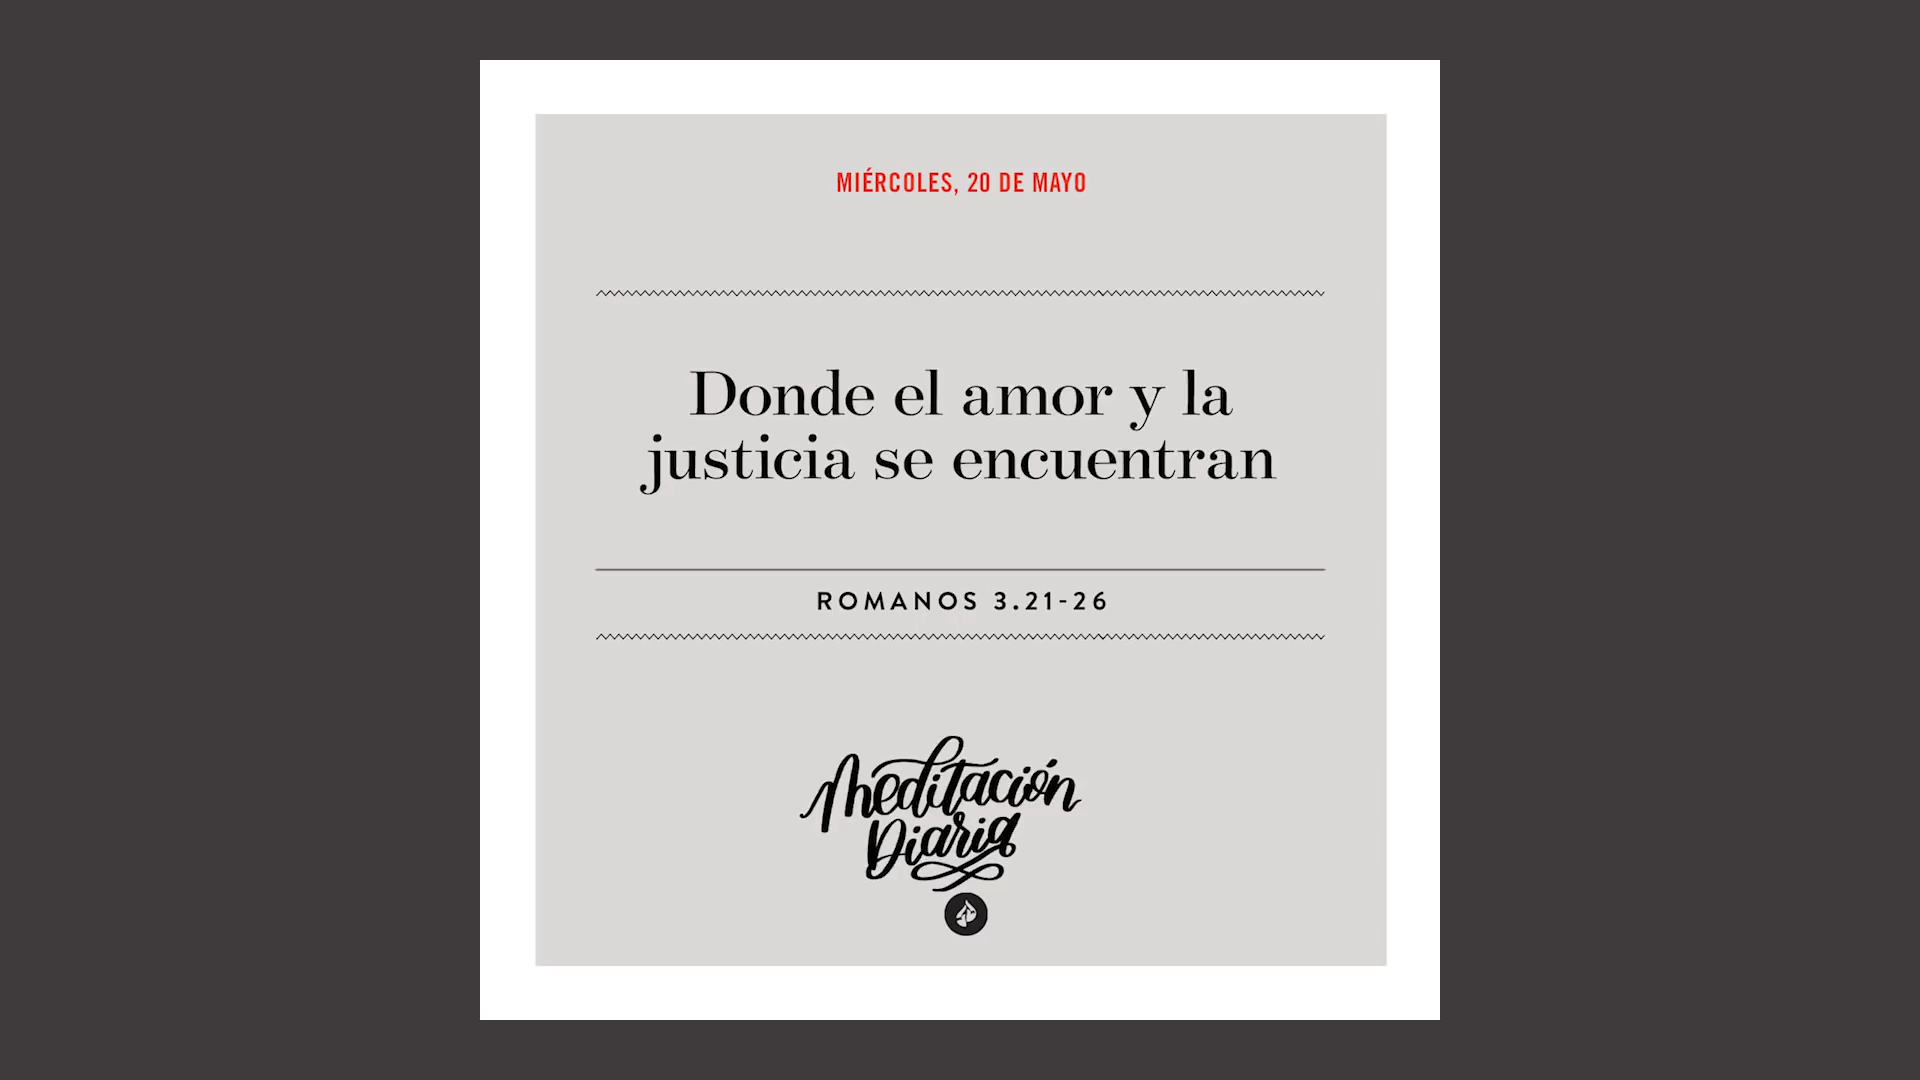 MIÉRCOLES, 20 DE MAYO
Donde el amor y la
justicia se encuentran
ROMANOS 3.21-26
Meditación
Diaria